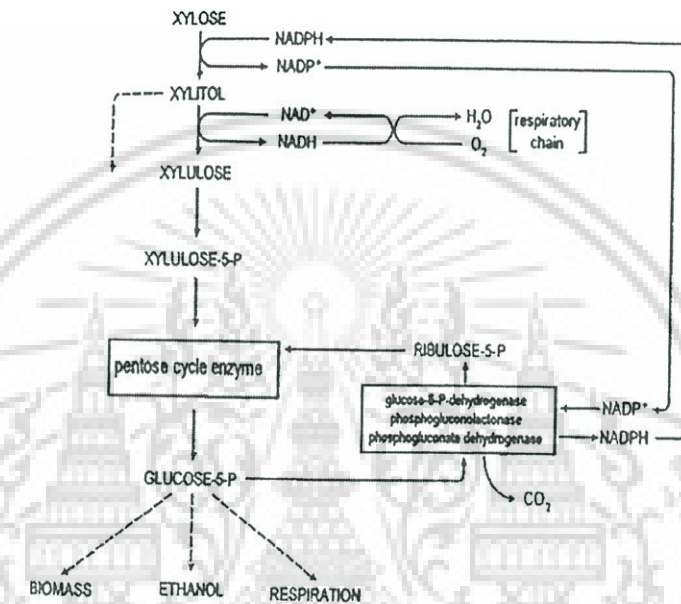 XYLOSE
NADPH
NADP+
XYLITOL
NAD+
NADH
H2O
O2
[respiratory
chain]
XYLULOSE
XYLULOSE-5-P
pentose cycle enzyme
RIBULOSE-5-P
glucose-6-P-dehydrogenase
phosphogluconolactonase
phosphogluconate dehydrogenase
NADP+
NADPH
GLUCOSE-5-P
CO2
BIOMASS
ETHANOL
RESPIRATION